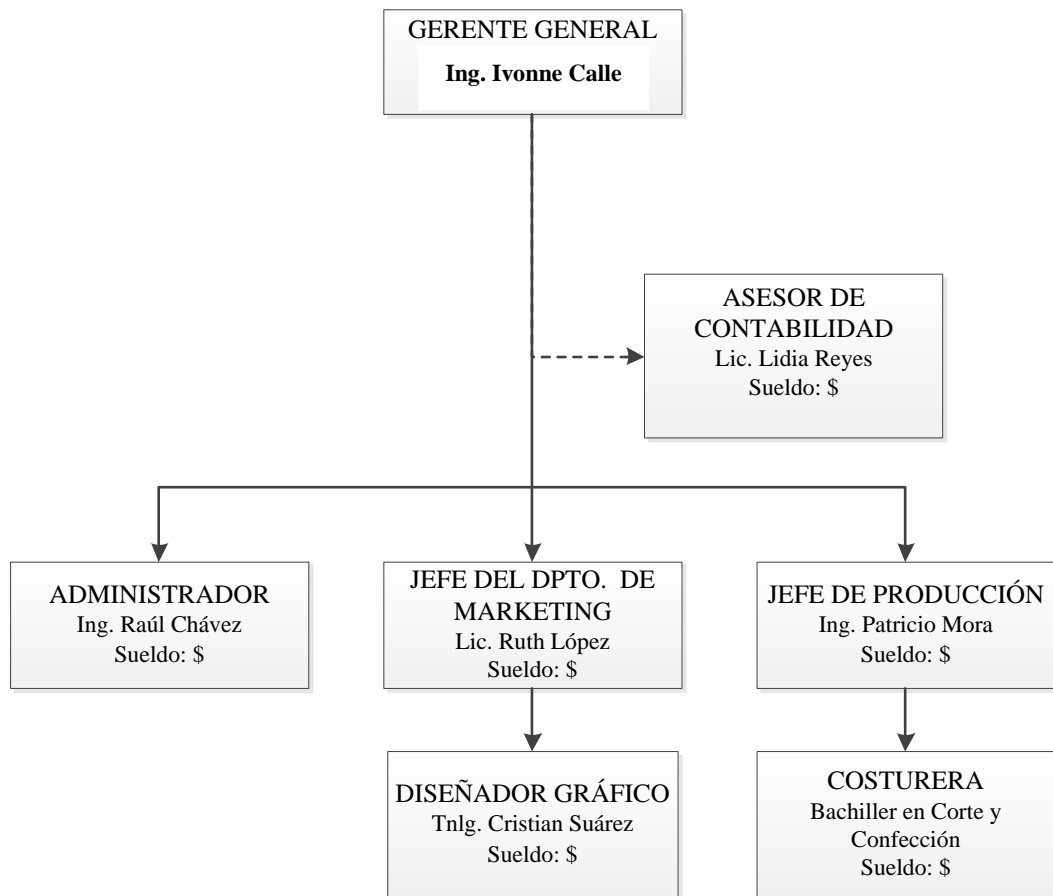 GERENTE GENERAL
Ing. Ivonne Calle
ASESOR DE
CONTABILIDAD
Lic. Lidia Reyes
Sueldo: $
ADMINISTRADOR
Ing. Raúl Chávez
Sueldo: $
JEFE DEL DPTO. DE
MARKETING
Lic. Ruth López
Sueldo: $
JEFE DE PRODUCCIÓN
Ing. Patricio Mora
Sueldo: $
DISEÑADOR GRÁFICO
Tnlg. Cristian Suárez
Sueldo: $
COSTURERA
Bachiller en Corte y
Confección
Sueldo: $